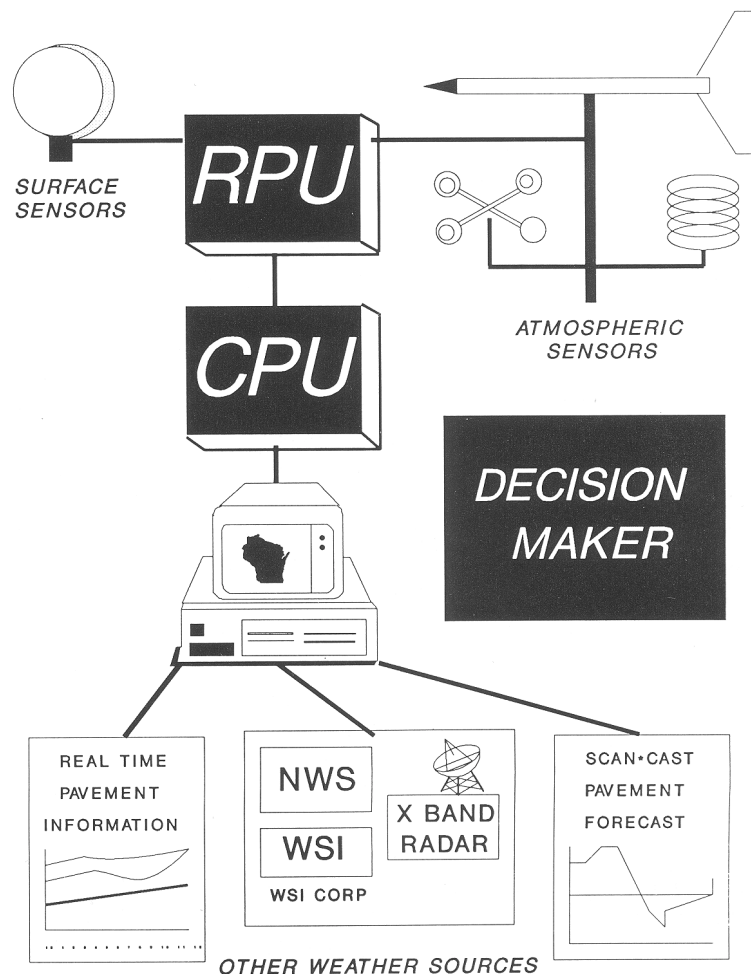 RPU
SURFACE
SENSORS
ATMOSPHERIC
SENSORS
CPU
DECISION
MAKER
REAL TIME
PAVEMENT
INFORMATION
NWS
WSI
WSI CORP
X BAND
RADAR
SCAN*CAST
PAVEMENT
FORECAST
OTHER WEATHER SOURCES